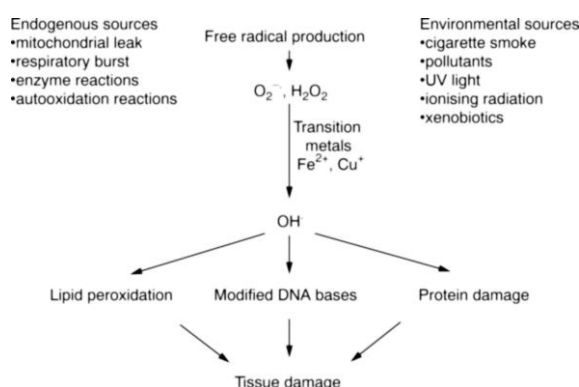 Endogenous sources
•mitochondrial leak
•respiratory burst
•enzyme reactions
•autooxidation reactions
Environmental sources
•cigarette smoke
•pollutants
•UV light
•ionising radiation
•xenobiotics
Free radical production
O₂⁻, H₂O₂
Transition
metals
Fe²⁺, Cu⁺
OH
Lipid peroxidation
Modified DNA bases
Protein damage
Tissue damage